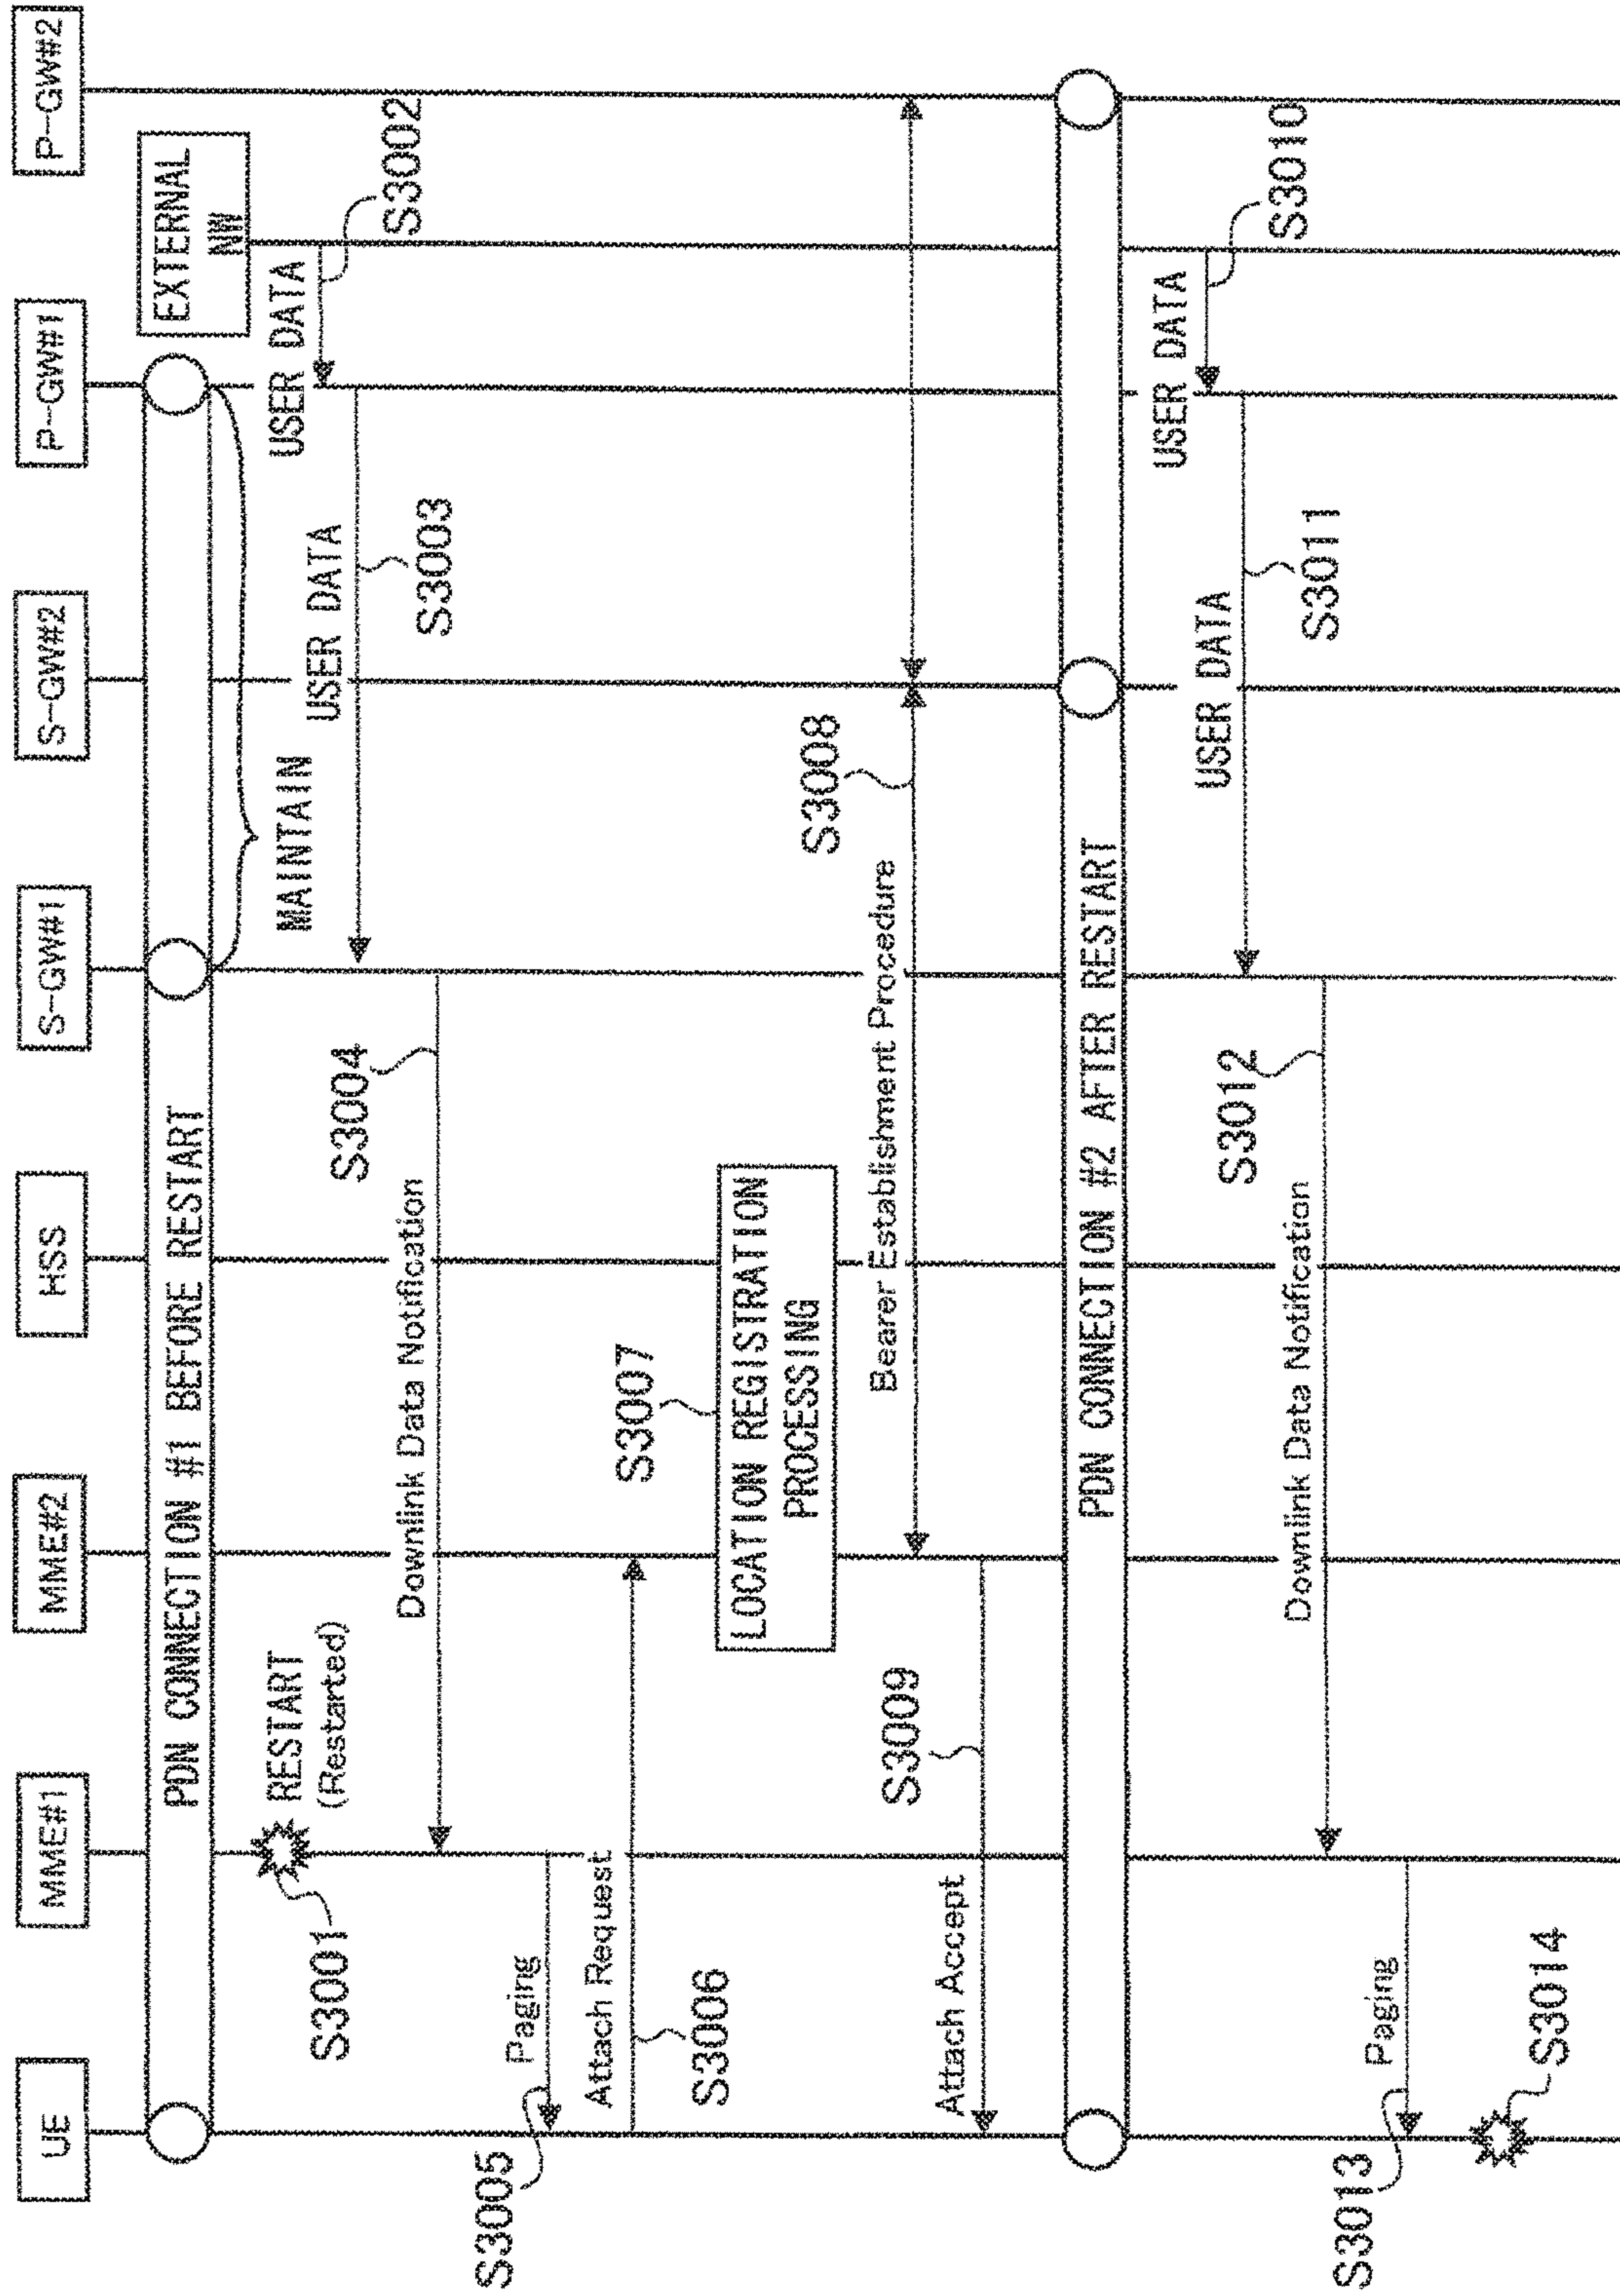 UE
MME#1
MME#2
HSS
S-GW#1
S-GW#2
P-GW#1
P-GW#2
EXTERNAL
NW
PDN CONNECTION #1 BEFORE RESTART
S3001
RESTART
(Restarted)
MAINTAIN
USER DATA
S3002
USER DATA
S3003
Downlink Data Notification
S3004
S3005
Paging
Attach Request
S3006
S3007
LOCATION REGISTRATION
PROCESSING
Bearer Establishment Procedure
S3008
Attach Accept
S3009
PDN CONNECTION #2 AFTER RESTART
USER DATA
S3010
USER DATA
S3011
Downlink Data Notification
S3012
S3013
Paging
S3014